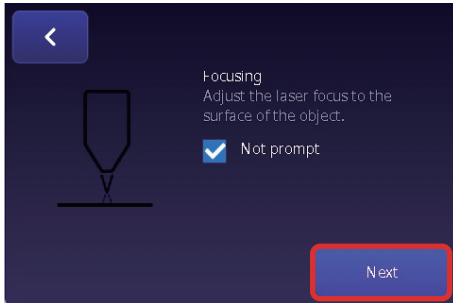 Focusing
Adjust the laser focus to the
surface of the object.
Not prompt
Next